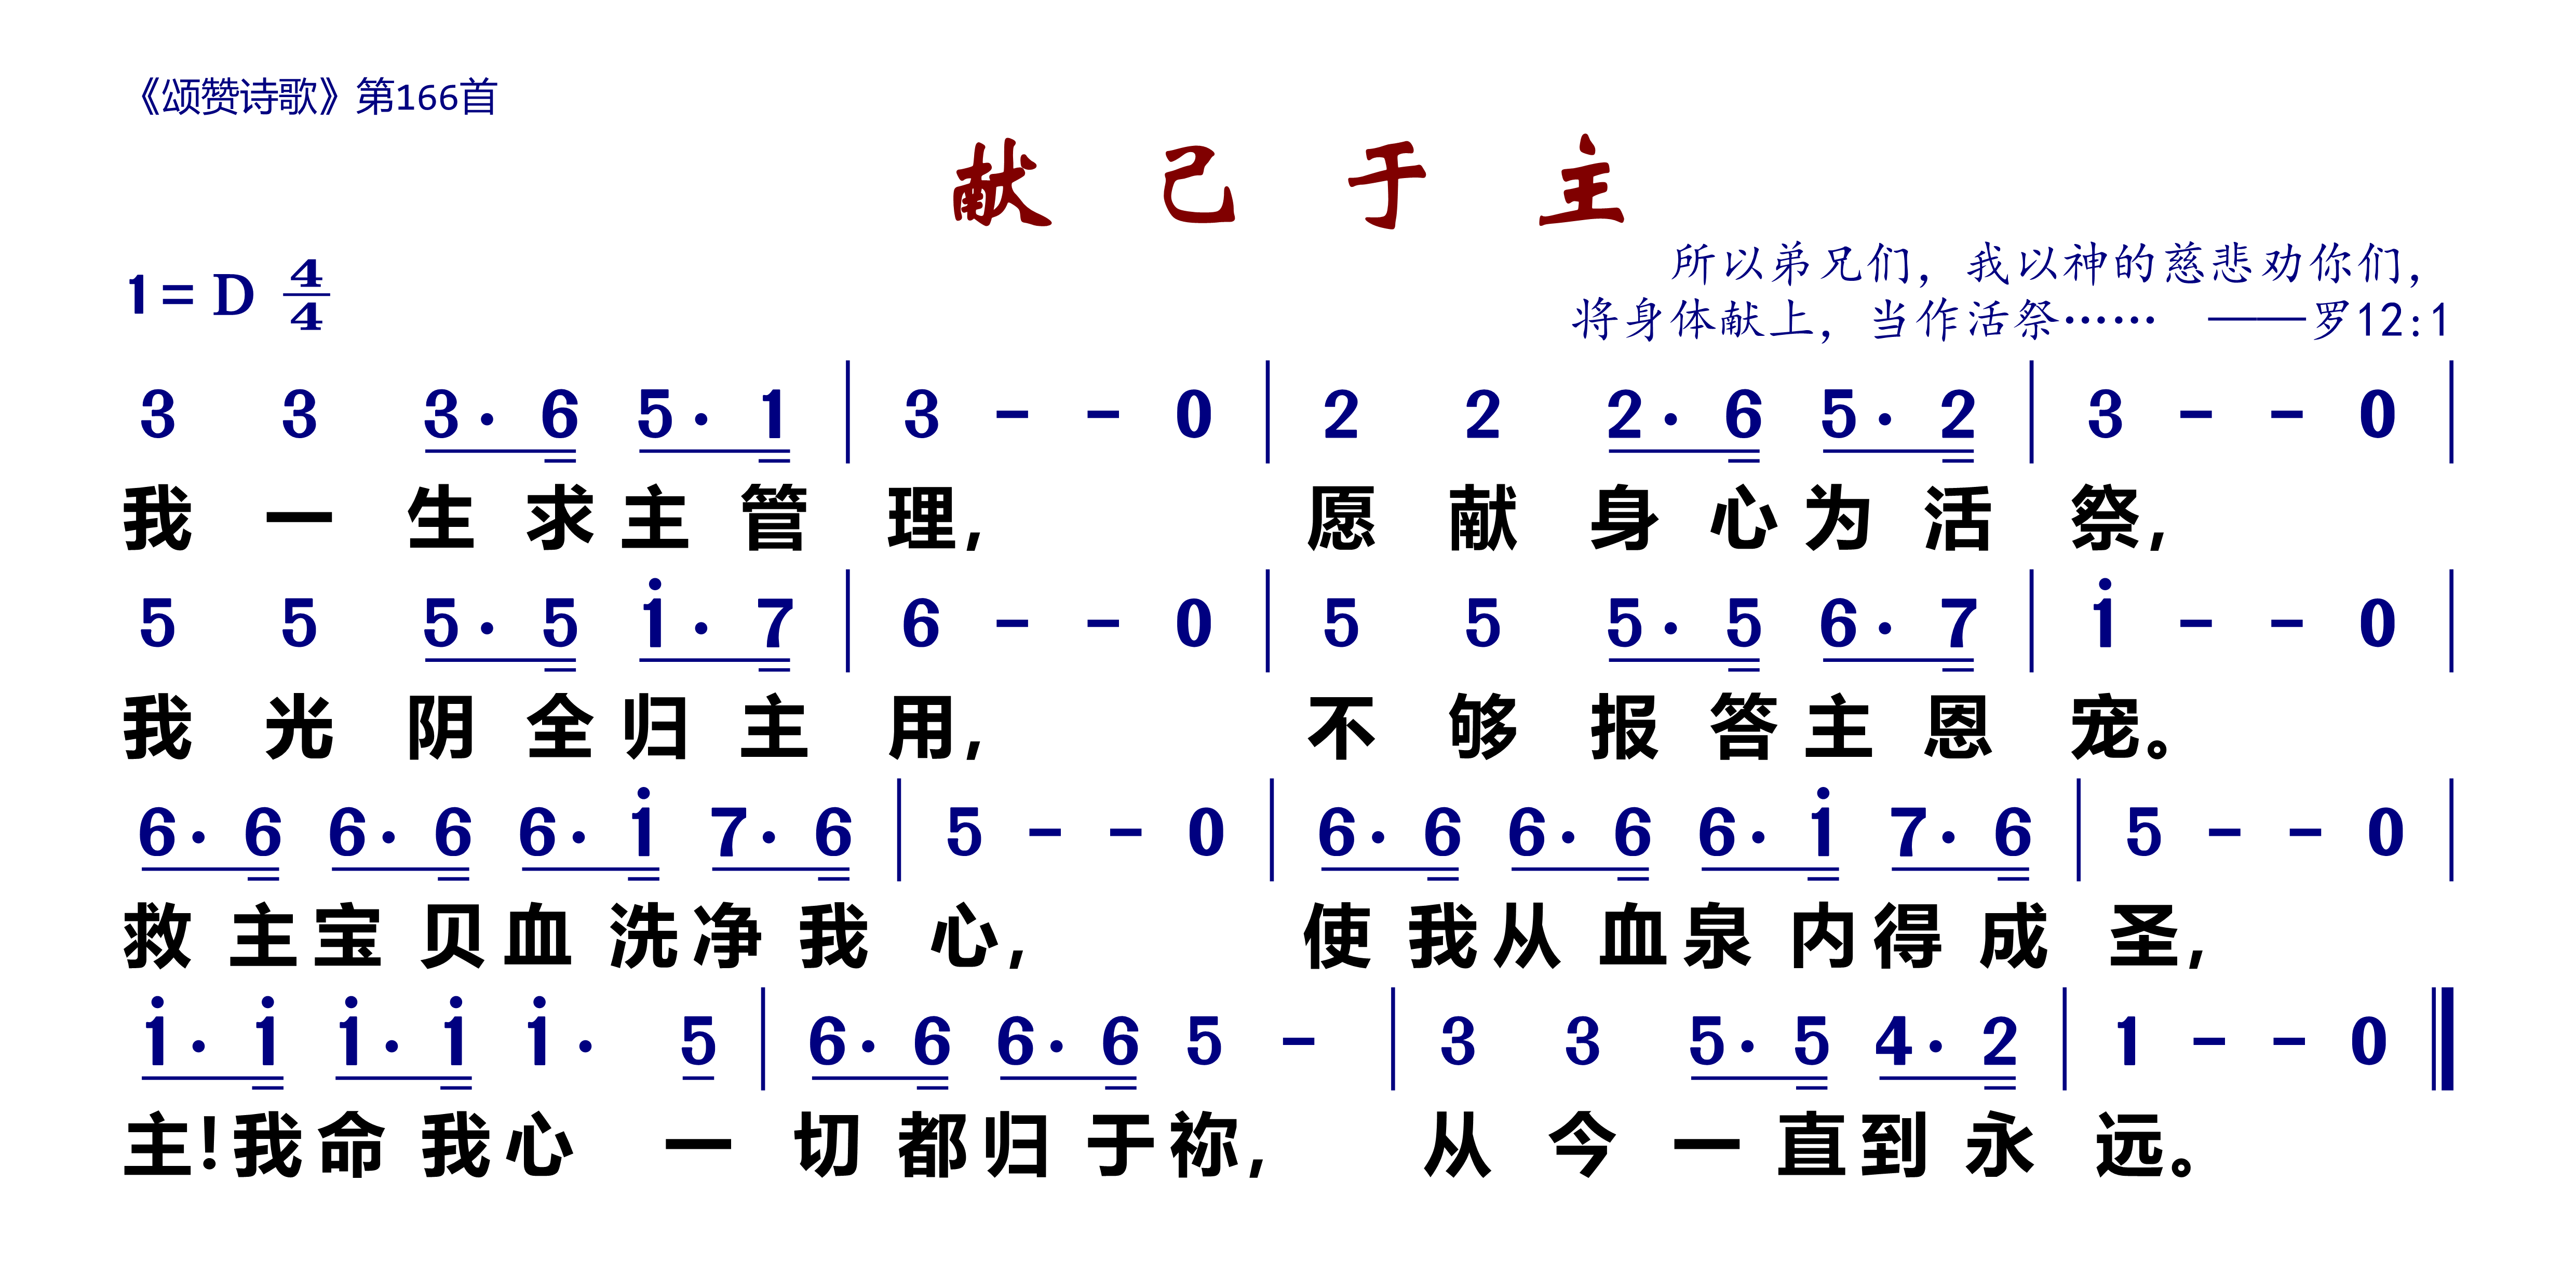 《颂赞诗歌》第166首
献己于主
1=D 4/4
所以弟兄们，我以神的慈悲劝你们，
将身体献上，当作活祭…… ——罗12:1
3 3 3· 6 5· 1 | 3 - - 0 | 2 2 2· 6 5· 2 | 3 - - 0 |
我一生求主管理, 愿献身心为活祭,
5 5 5· 5 i· 7 | 6 - - 0 | 5 5 5· 5 6· 7 | i - - 0 |
我光阴全归主用, 不够报答主恩宠。
6· 6 6· 6 6· i 7· 6 | 5 - - 0 | 6· 6 6· 6 6· i 7· 6 | 5 - - 0 |
救主宝贝血洗净我心, 使我从血泉内得成圣,
i· i i· i i· 5 | 6· 6 6· 6 5 - | 3 3 5· 5 4· 2 | 1 - - 0 ‖
主!我命我心一切都归于祢, 从今一直到永远。